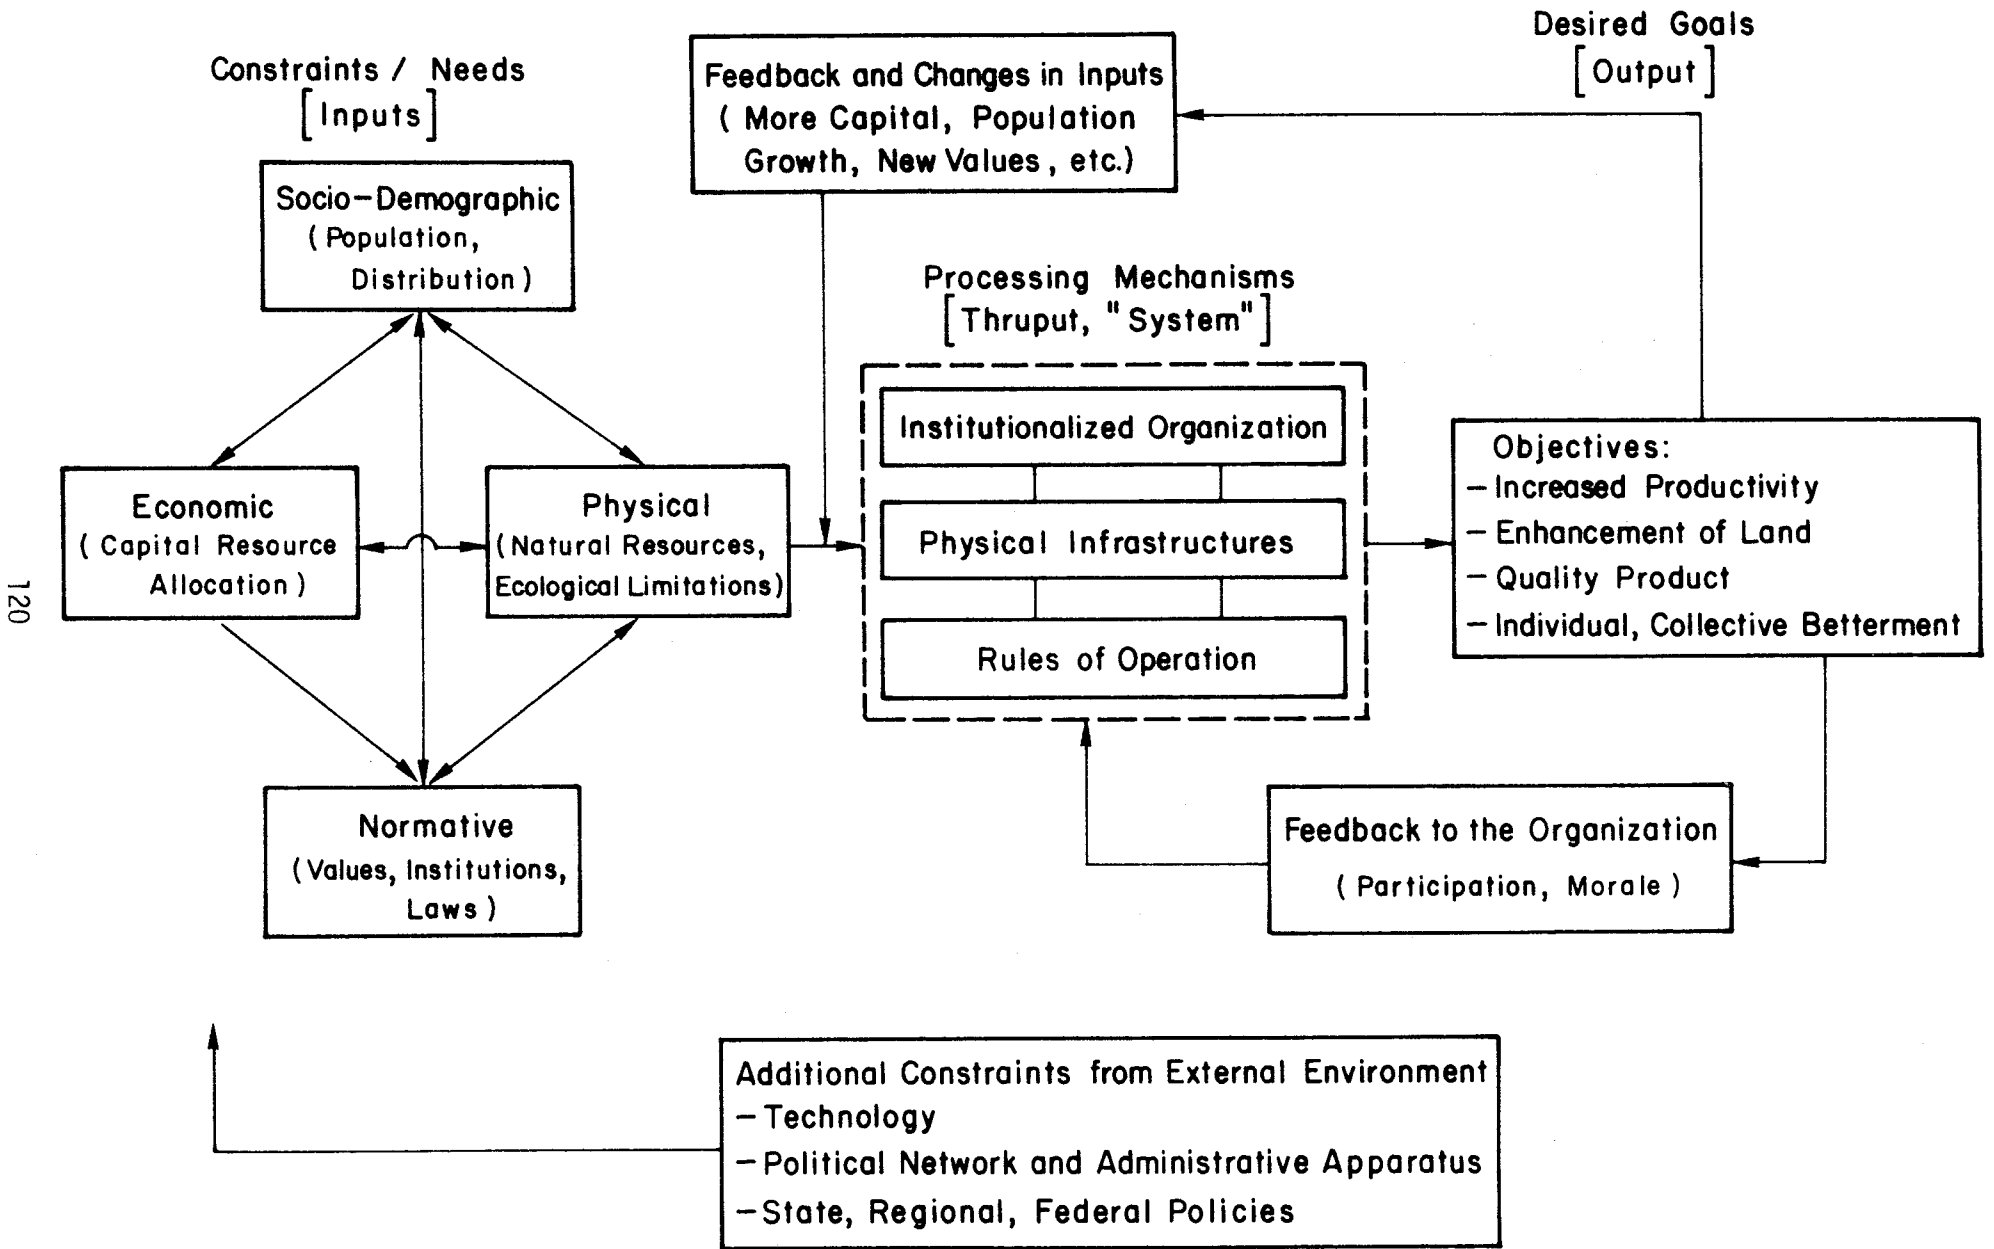 Constraints / Needs
[Inputs]
Socio-Demographic
(Population,
Distribution)
Economic
(Capital Resource
Allocation)
Physical
(Natural Resources,
Ecological Limitations)
Normative
(Values, Institutions,
Laws)
Feedback and Changes in Inputs
(More Capital, Population
Growth, New Values, etc.)
Processing Mechanisms
[Thruput, "System"]
Institutionalized Organization
Physical Infrastructures
Rules of Operation
Desired Goals
[Output]
Objectives:
- Increased Productivity
- Enhancement of Land
- Quality Product
- Individual, Collective Betterment
Feedback to the Organization
(Participation, Morale)
Additional Constraints from External Environment
- Technology
- Political Network and Administrative Apparatus
- State, Regional, Federal Policies
120